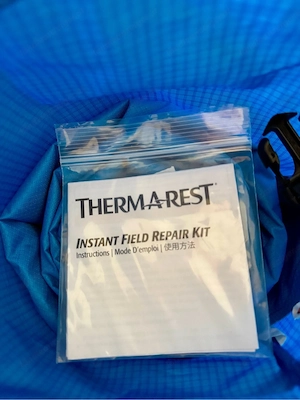 THERMAREST®
INSTANT FIELD REPAIR KIT
Instructions | Mode D'emploi | 使用方法